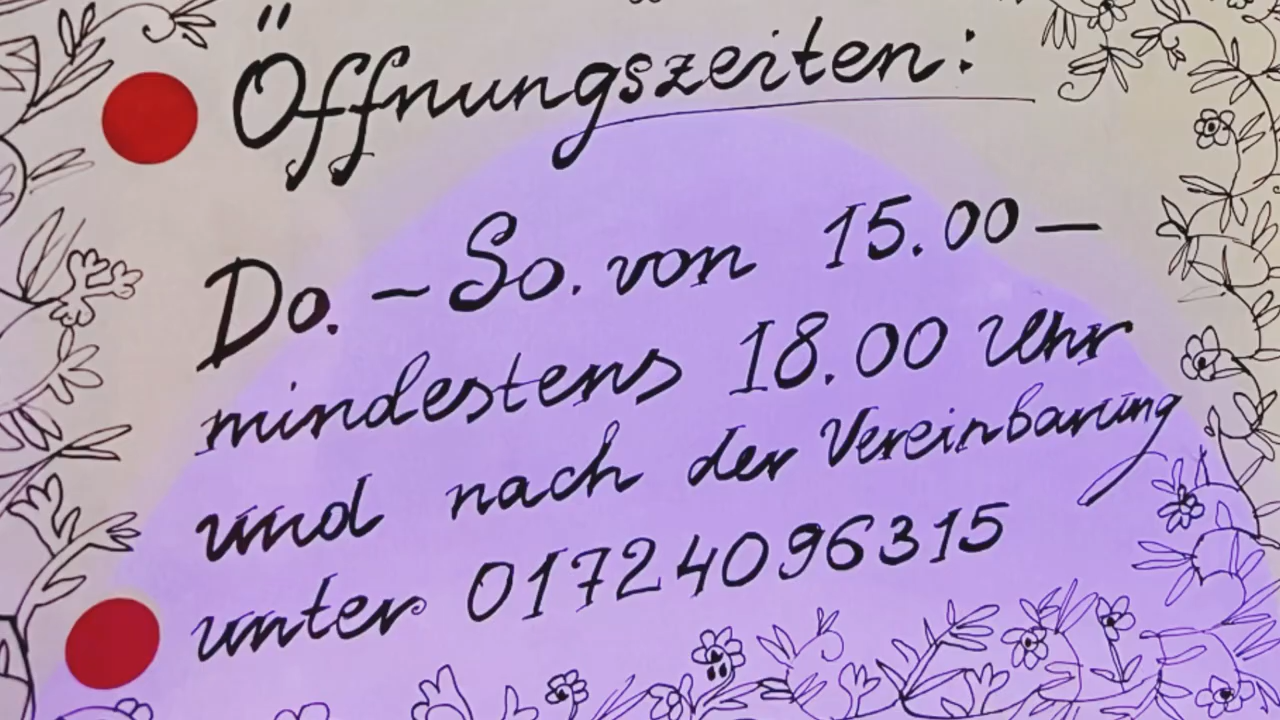 Öffnungszeiten:
Do. – So. von 15.00 –
mindestens 18.00 Uhr
und nach der Vereinbarung
unter 01724096315